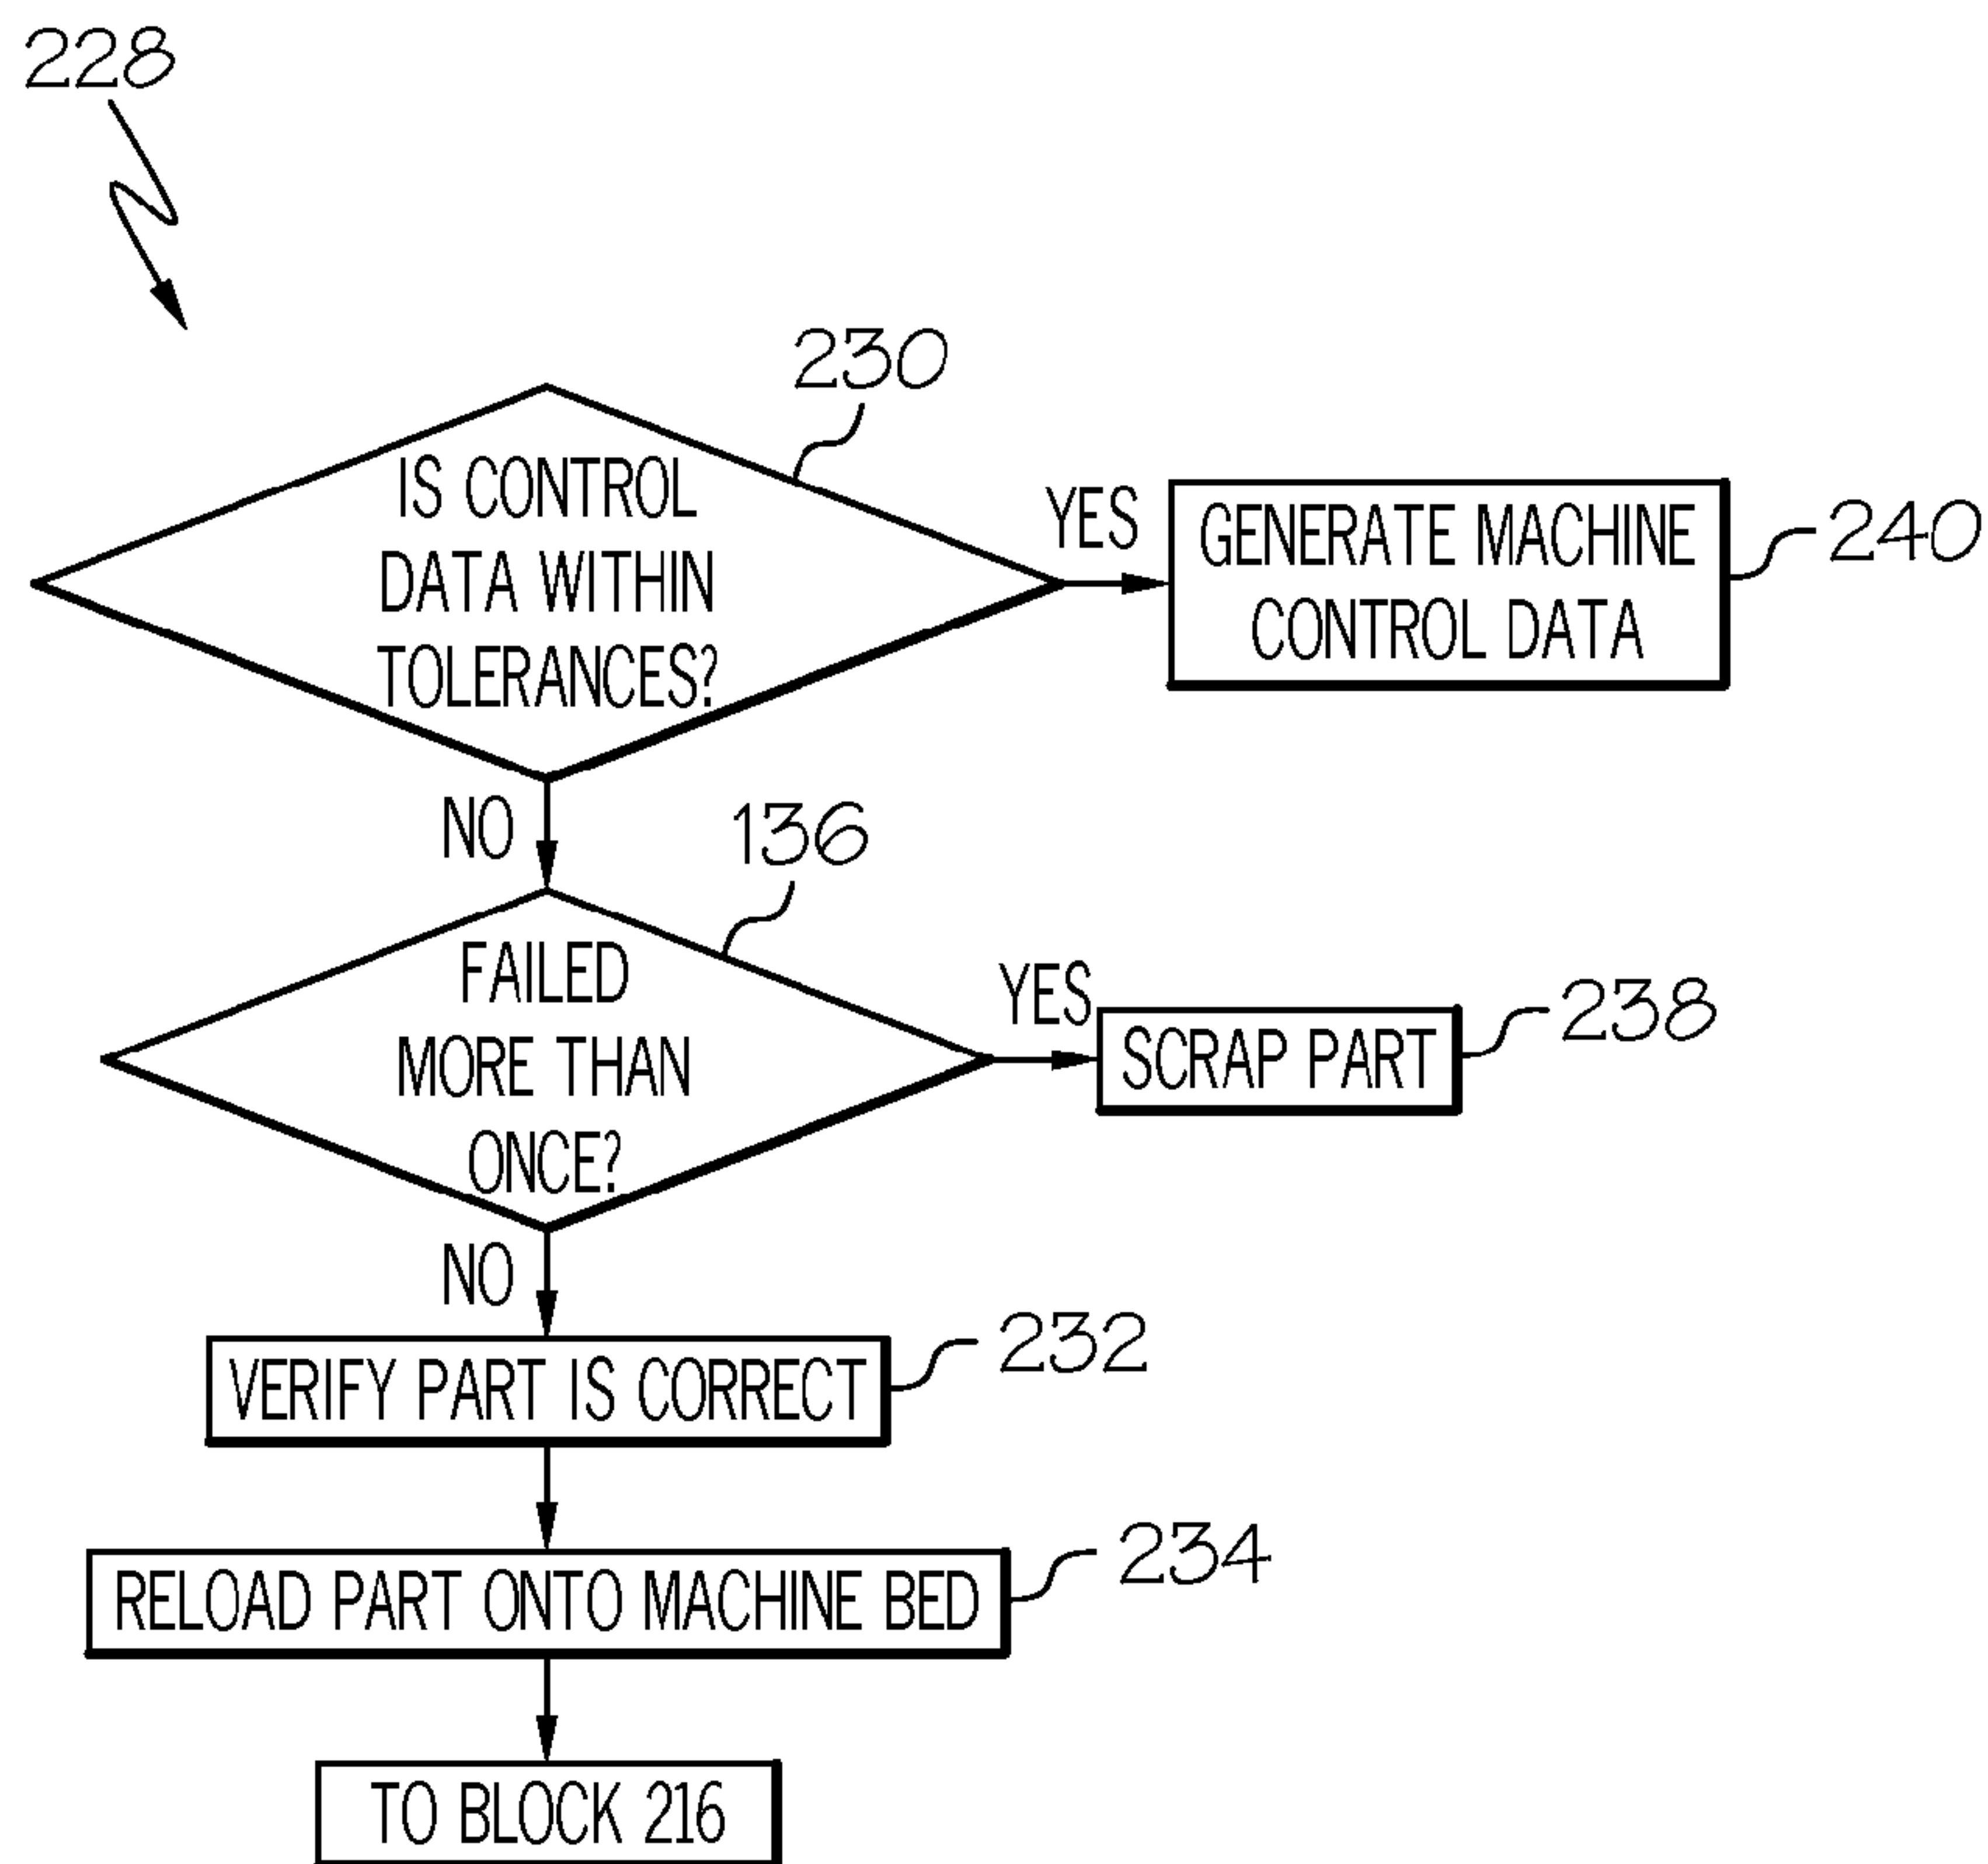 228
230
IS CONTROL
DATA WITHIN
TOLERANCES?
YES
GENERATE MACHINE
CONTROL DATA
240
NO
136
FAILED
MORE THAN
ONCE?
YES
SCRAP PART
238
NO
VERIFY PART IS CORRECT
232
RELOAD PART ONTO MACHINE BED
234
TO BLOCK 216